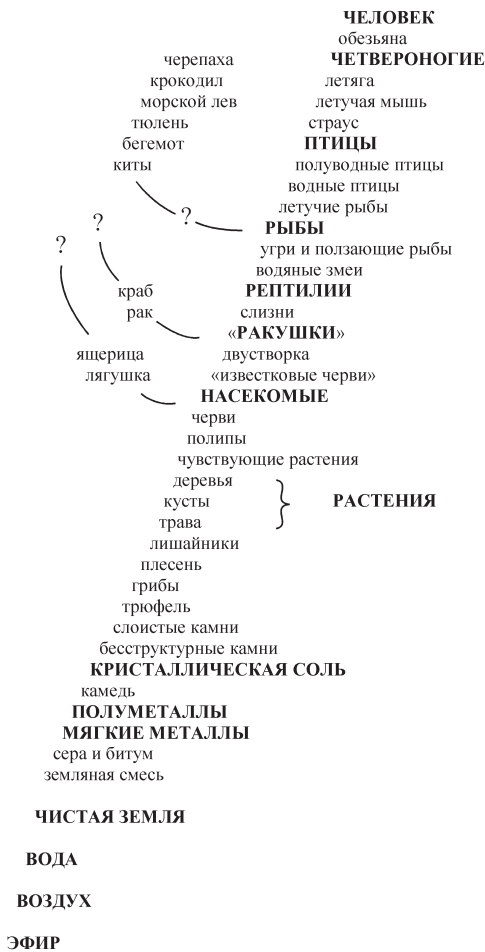 ЧЕЛОВЕК
обезьяна
черепаха ЧЕТВЕРОНОГИЕ
крокодил летяга
морской лев летучая мышь
тюлень страус
бегемот ПТИЦЫ
киты полуводные птицы
водные птицы
летучие рыбы
? ? РЫБЫ
? угри и ползающие рыбы
водяные змеи
краб РЕПТИЛИИ
рак слизни
«РАКУШКИ»
ящерица двустворка
лягушка «известковые черви»
НАСЕКОМЫЕ
черви
полипы
чувствующие растения
деревья
кусты РАСТЕНИЯ
трава
лишайники
плесень
грибы
трюфель
слоистые камни
бесструктурные камни
КРИСТАЛЛИЧЕСКАЯ СОЛЬ
камедь
ПОЛУМЕТАЛЛЫ
МЯГКИЕ МЕТАЛЛЫ
сера и битум
земляная смесь
ЧИСТАЯ ЗЕМЛЯ
ВОДА
ВОЗДУХ
ЭФИР